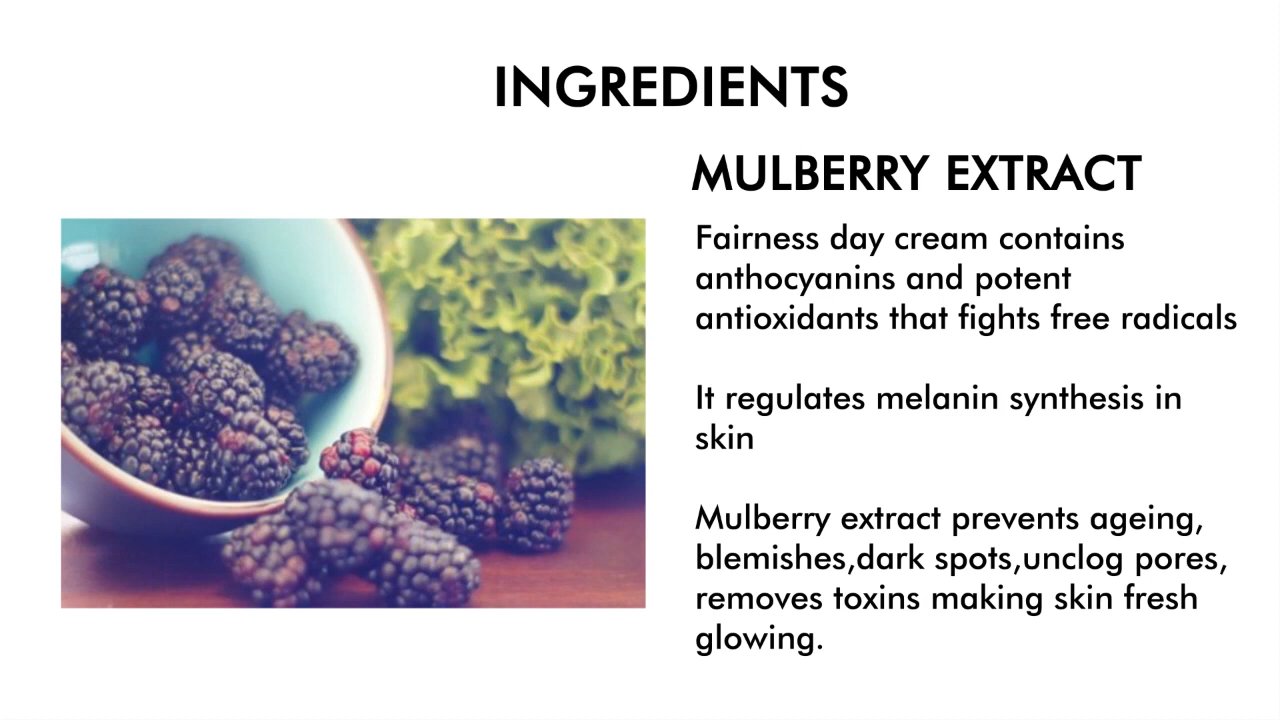 INGREDIENTS
MULBERRY EXTRACT
Fairness day cream contains
anthocyanins and potent
antioxidants that fights free radicals
It regulates melanin synthesis in
skin
Mulberry extract prevents ageing,
blemishes,dark spots,unclog pores,
removes toxins making skin fresh
glowing.